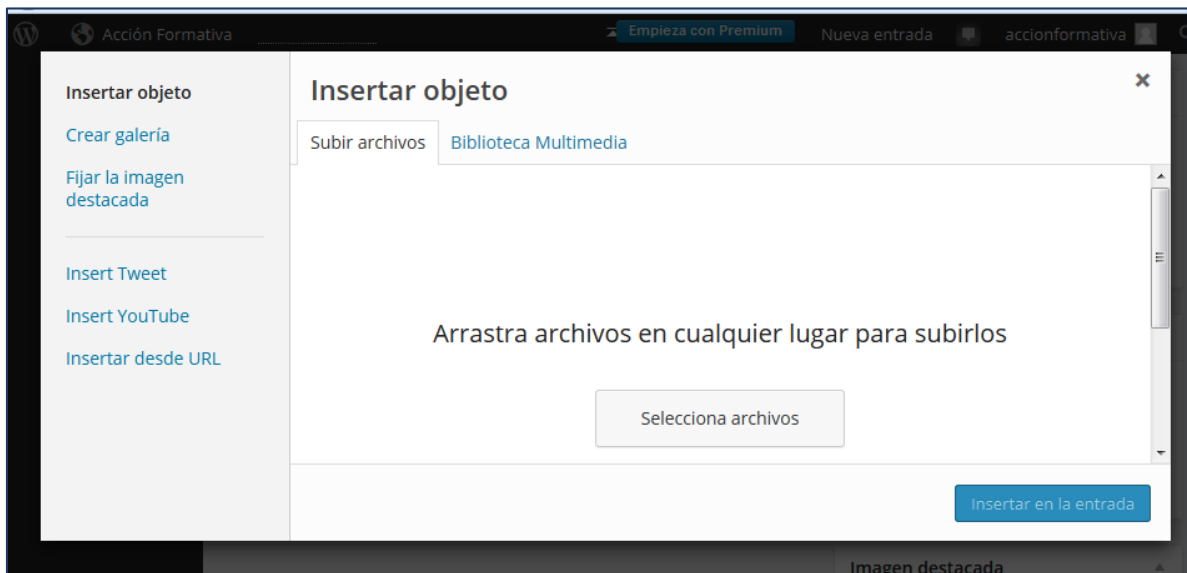 Acción Formativa
Empieza con Premium
Nueva entrada
accionformativa
Insertar objeto
Crear galería
Fijar la imagen
destacada
Insert Tweet
Insert YouTube
Insertar desde URL
Insertar objeto
Subir archivos
Biblioteca Multimedia
Arrastra archivos en cualquier lugar para subirlos
Selecciona archivos
Insertar en la entrada
Imagen destacada